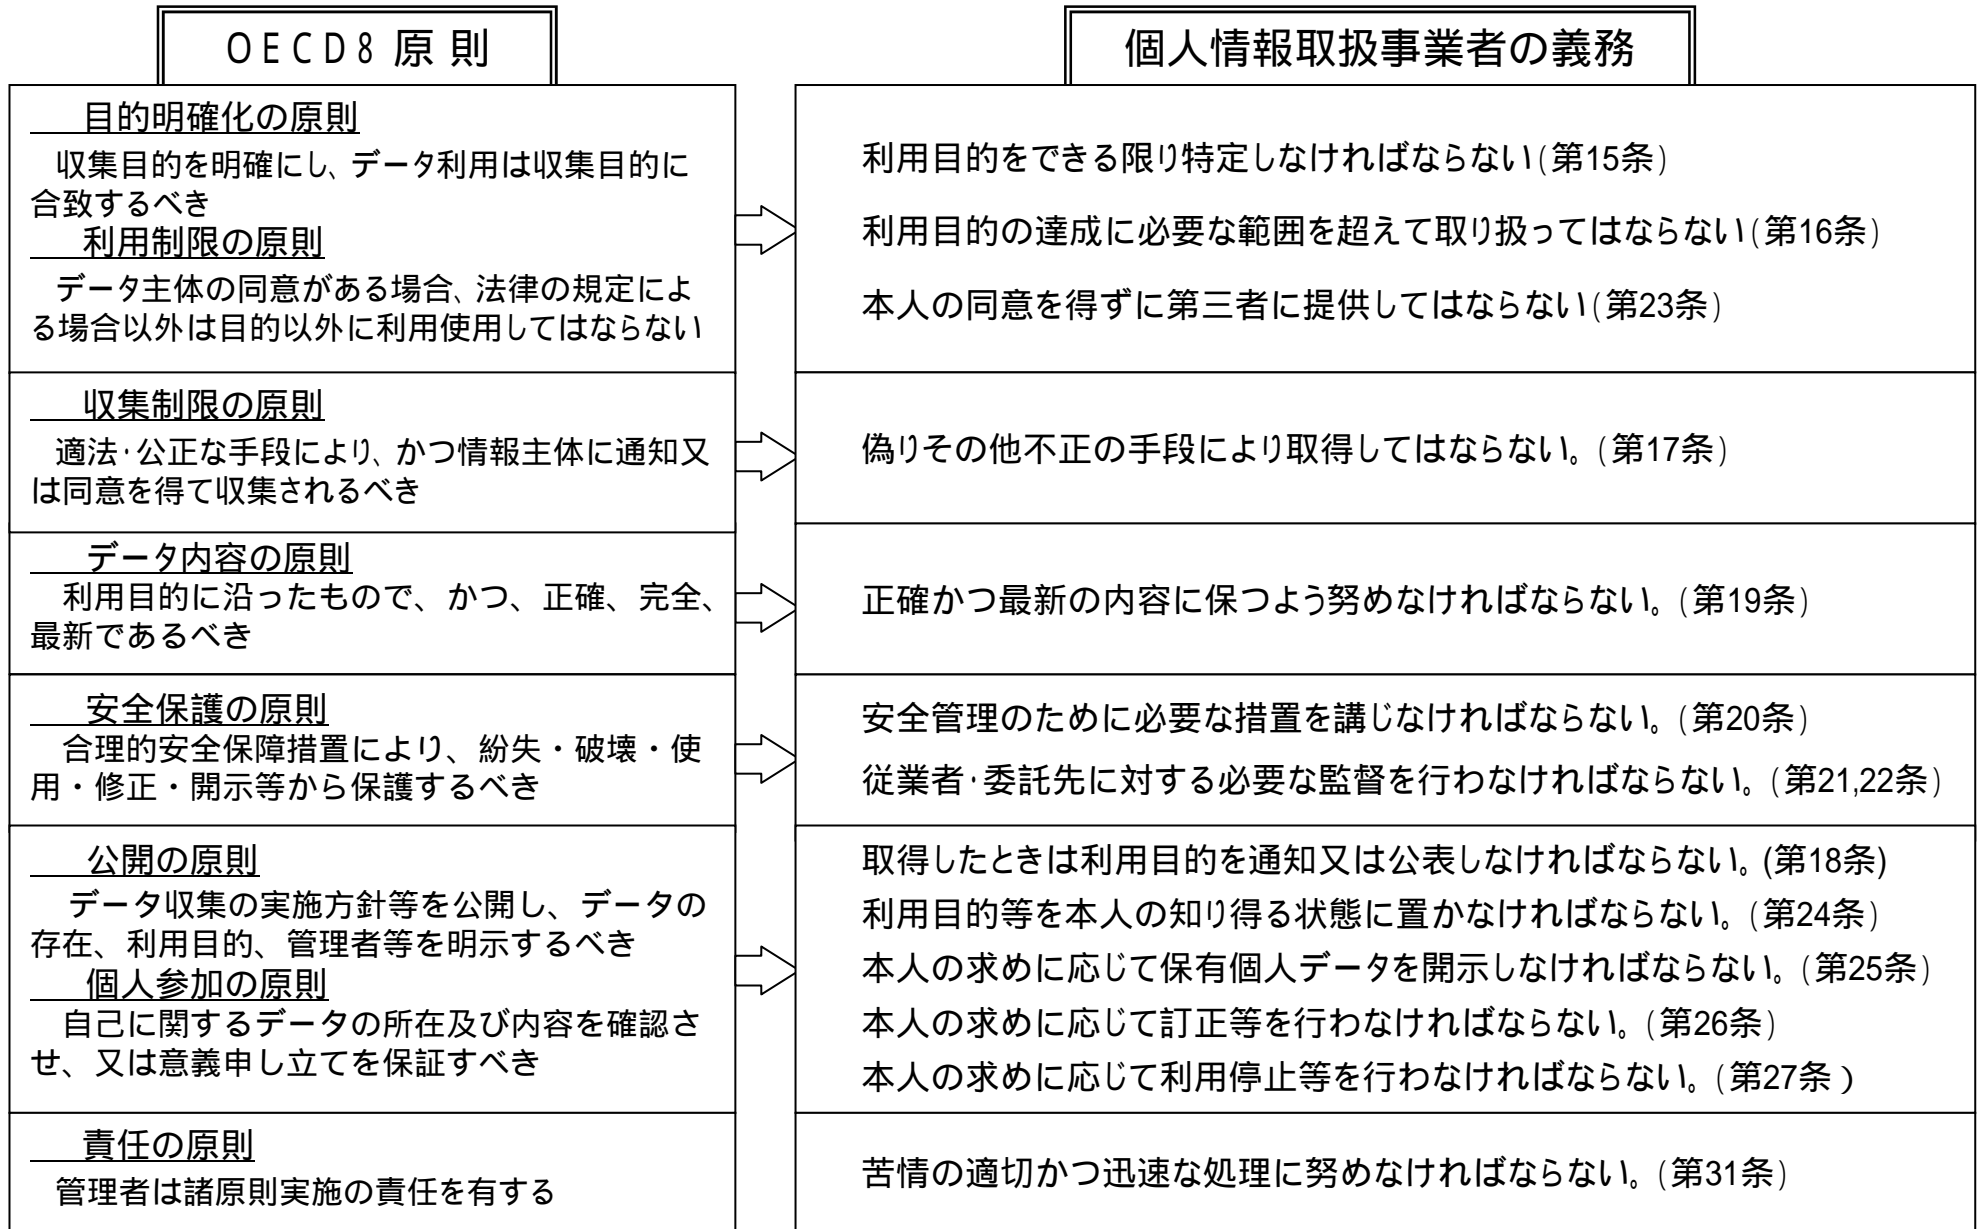 OECD8原則
目的明確化の原則
収集目的を明確にし、データ利用は収集目的に
合致するべき
利用制限の原則
データ主体の同意がある場合、法律の規定によ
る場合以外は目的以外に利用使用してはならない
収集制限の原則
適法・公正な手段により、かつ情報主体に通知又
は同意を得て収集されるべき
データ内容の原則
利用目的に沿ったもので、かつ、正確、完全、
最新であるべき
安全保護の原則
合理的安全保障措置により、紛失・破壊・使
用・修正・開示等から保護するべき
公開の原則
データ収集の実施方針等を公開し、データの
存在、利用目的、管理者等を明示するべき
個人参加の原則
自己に関するデータの所在及び内容を確認さ
せ、又は意義申し立てを保証すべき
責任の原則
管理者は諸原則実施の責任を有する
個人情報取扱事業者の義務
利用目的をできる限り特定しなければならない(第15条)
利用目的の達成に必要な範囲を超えて取り扱ってはならない(第16条)
本人の同意を得ずに第三者に提供してはならない(第23条)
偽りその他不正の手段により取得してはならない。(第17条)
正確かつ最新の内容に保つよう努めなければならない。(第19条)
安全管理のために必要な措置を講じなければならない。(第20条)
従業者・委託先に対する必要な監督を行わなければならない。(第21,22条)
取得したときは利用目的を通知又は公表しなければならない。(第18条)
利用目的等を本人の知り得る状態に置かなければならない。(第24条)
本人の求めに応じて保有個人データを開示しなければならない。(第25条)
本人の求めに応じて訂正等を行わなければならない。(第26条)
本人の求めに応じて利用停止等を行わなければならない。(第27条)
苦情の適切かつ迅速な処理に努めなければならない。(第31条)